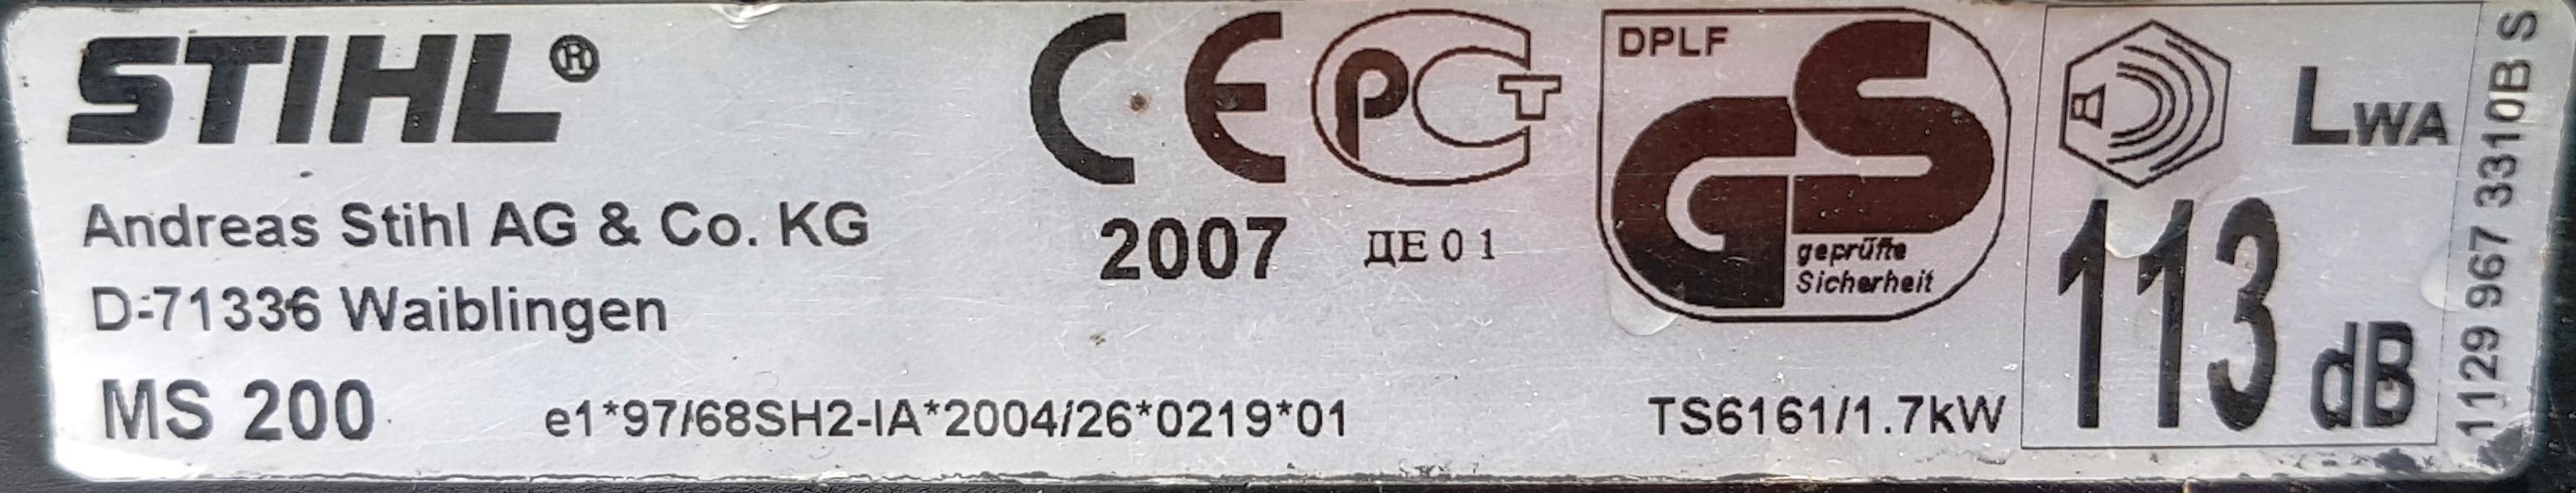 STIHL®
Andreas Stihl AG & Co. KG
D-71336 Waiblingen
MS 200
e1*97/68SH2-IA*2004/26*0219*01
CE
2007
РСТ
ДЕ 0 1
DPLF
GS
geprüfte
Sicherheit
TS6161/1.7kW
LWA
113
dB
1129 967 3310B S